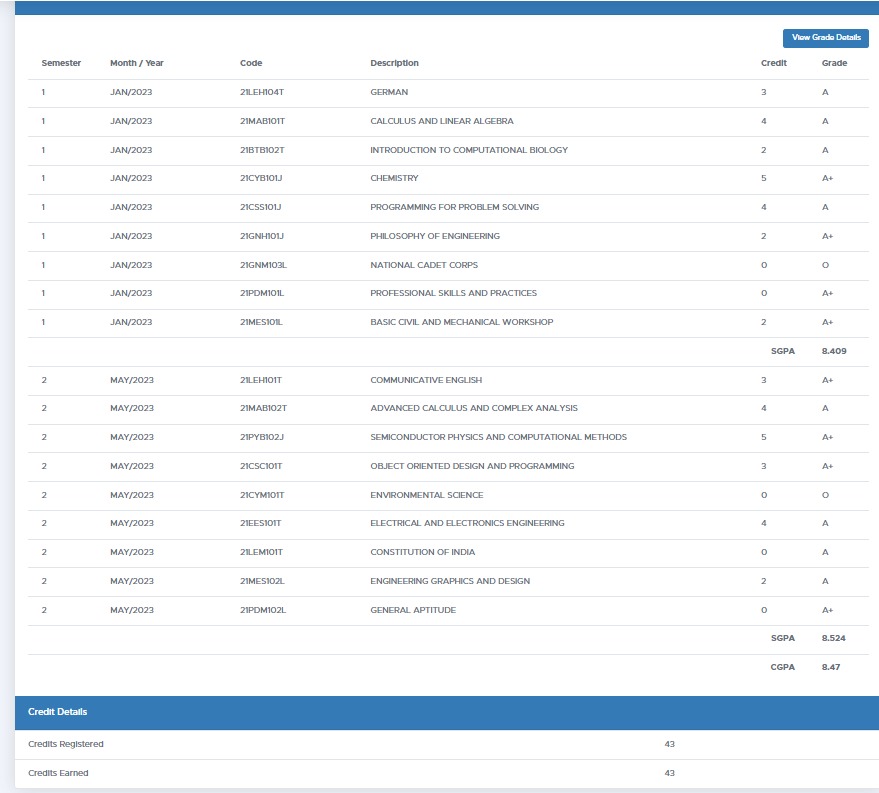 View Grade Details
Semester Month / Year Code Description Credit Grade
1 JAN/2023 21LEH104T GERMAN 3 A
1 JAN/2023 21MAB101T CALCULUS AND LINEAR ALGEBRA 4 A
1 JAN/2023 21BTB102T INTRODUCTION TO COMPUTATIONAL BIOLOGY 2 A
1 JAN/2023 21CYB101J CHEMISTRY 5 A+
1 JAN/2023 21CSS101J PROGRAMMING FOR PROBLEM SOLVING 4 A
1 JAN/2023 21GNH101J PHILOSOPHY OF ENGINEERING 2 A+
1 JAN/2023 21GNM103L NATIONAL CADET CORPS 0 O
1 JAN/2023 21PDM101L PROFESSIONAL SKILLS AND PRACTICES 0 A+
1 JAN/2023 21MES101L BASIC CIVIL AND MECHANICAL WORKSHOP 2 A+
SGPA 8.409
2 MAY/2023 21LEH101T COMMUNICATIVE ENGLISH 3 A+
2 MAY/2023 21MAB102T ADVANCED CALCULUS AND COMPLEX ANALYSIS 4 A
2 MAY/2023 21PYB102J SEMICONDUCTOR PHYSICS AND COMPUTATIONAL METHODS 5 A+
2 MAY/2023 21CSC101T OBJECT ORIENTED DESIGN AND PROGRAMMING 3 A+
2 MAY/2023 21CYM101T ENVIRONMENTAL SCIENCE 0 O
2 MAY/2023 21EES101T ELECTRICAL AND ELECTRONICS ENGINEERING 4 A
2 MAY/2023 21LEM101T CONSTITUTION OF INDIA 0 A
2 MAY/2023 21MES102L ENGINEERING GRAPHICS AND DESIGN 2 A
2 MAY/2023 21PDM102L GENERAL APTITUDE 0 A+
SGPA 8.524
CGPA 8.47
Credit Details
Credits Registered 43
Credits Earned 43